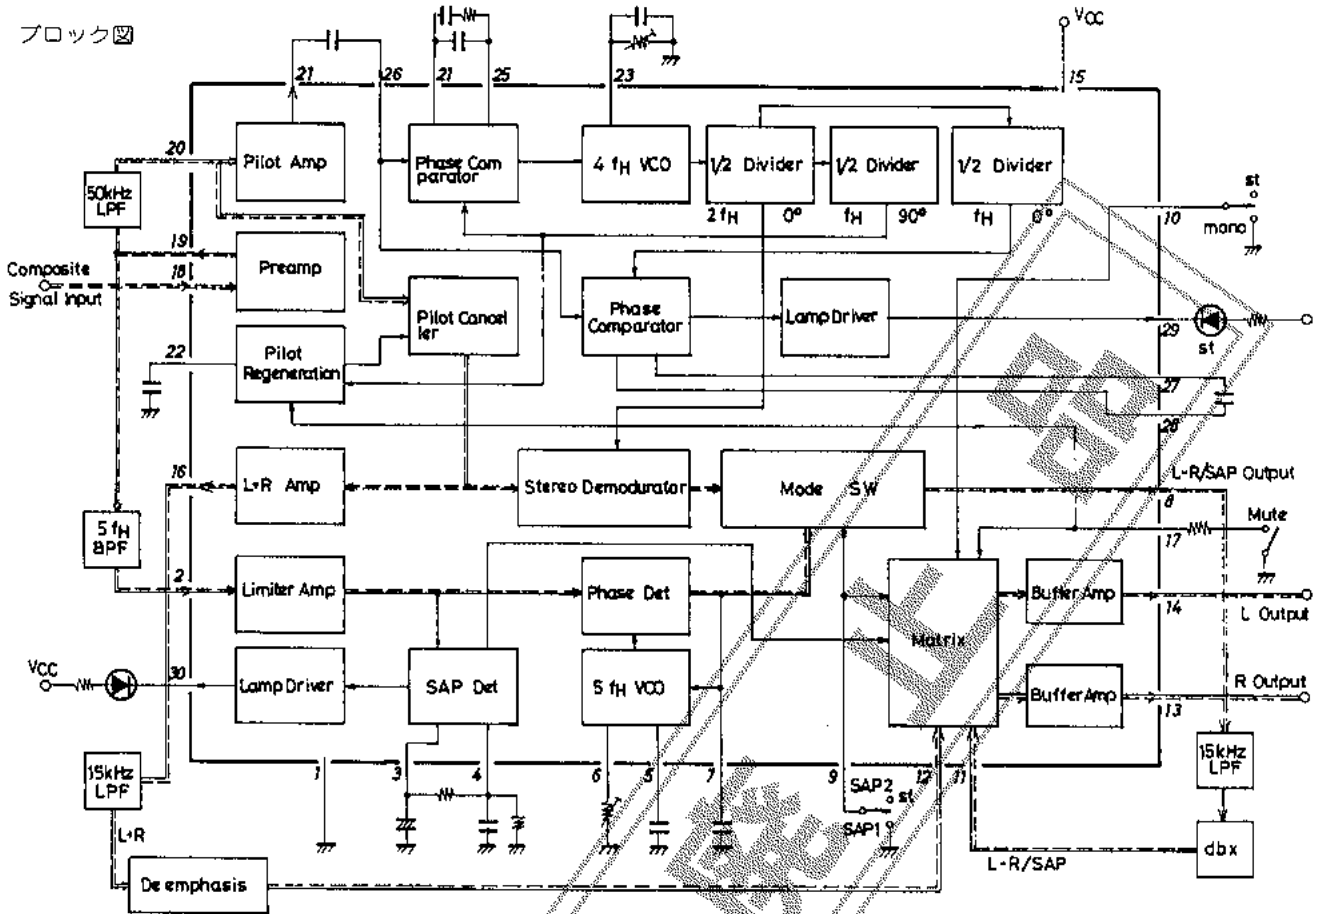 ブロック図
VCC
21
26
21
25
23
15
20
Pilot Amp
Phase Com
parator
4 fH VCO
1/2 Divider
1/2 Divider
1/2 Divider
50kHz
LPF
2fH
0°
fH
90°
fH
0°
10
st
mono
19
18
Composite
Signal Input
Preamp
Pilot Cancel
ler
Phase
Comparator
Lamp Driver
29
st
22
Pilot
Regeneration
27
28
16
L+R Amp
Stereo Demodurator
Mode SW
L-R/SAP Output
8
5 fH
BPF
Mute
17
2
Limiter Amp
Phase Det
Matrix
Buffer Amp
14
L Output
VCC
30
Lamp Driver
SAP Det
5 fH VCO
Buffer Amp
R Output
13
15kHz
LPF
1
3
4
6
5
7
9
12
11
15kHz
LPF
SAP2
st
SAP1
L+R
De emphasis
L-R/SAP
dbx